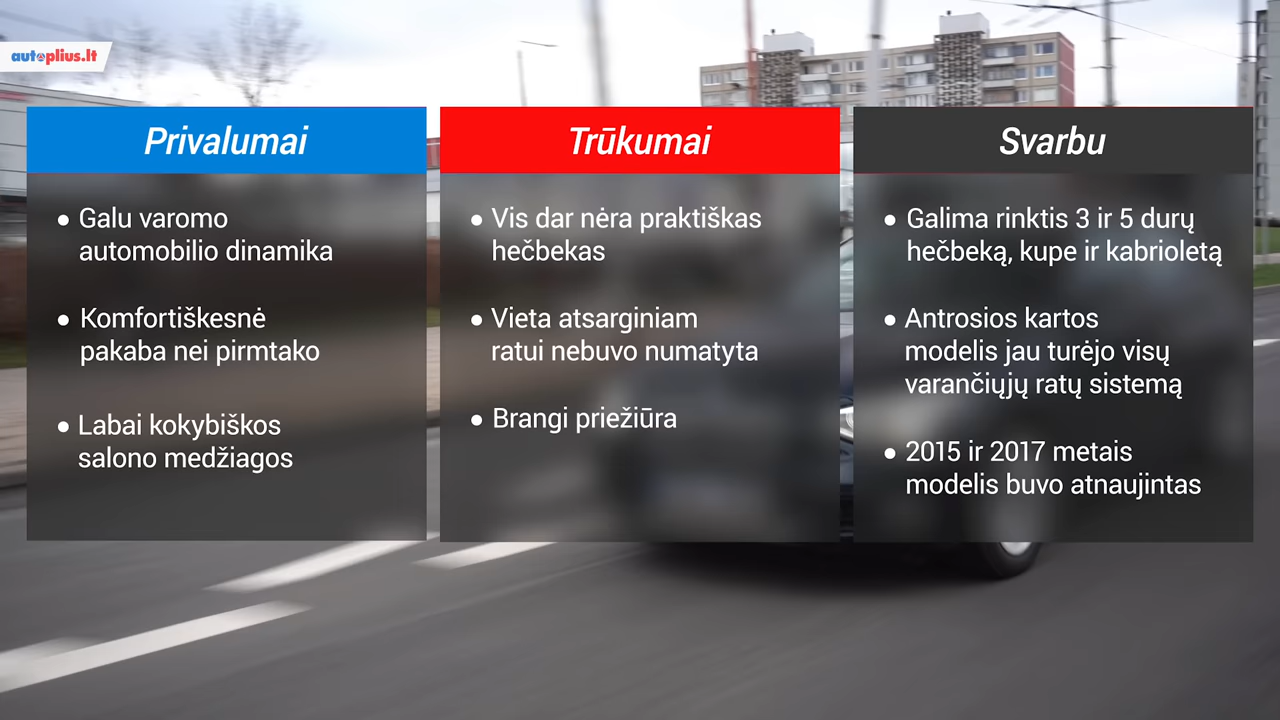 autoplius.lt
Privalumai
• Galu varomo
automobilio dinamika
• Komfortiškesnė
pakaba nei pirmtako
• Labai kokybiškos
salono medžiagos
Trūkumai
• Vis dar nėra praktiškas
hečbekas
• Vieta atsarginiam
ratui nebuvo numatyta
• Brangi priežiūra
Svarbu
• Galima rinktis 3 ir 5 durų
hečbeką, kupe ir kabrioletą
• Antrosios kartos
modelis jau turėjo visų
varančiųjų ratų sistemą
• 2015 ir 2017 metais
modelis buvo atnaujintas